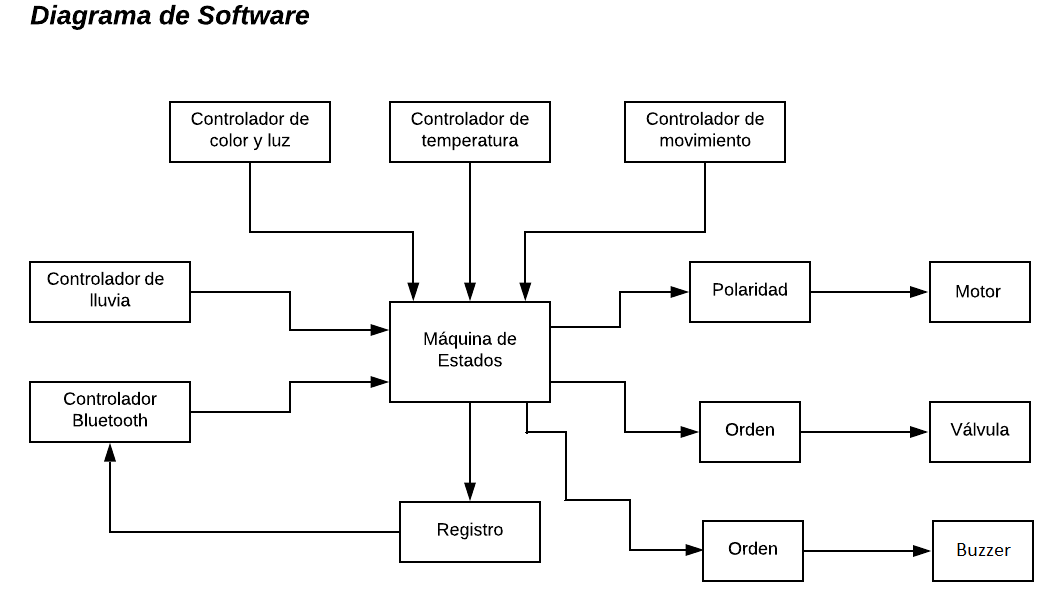 Diagrama de Software
Controlador de
color y luz
Controlador de
temperatura
Controlador de
movimiento
Controlador de
lluvia
Polaridad
Motor
Máquina de
Estados
Controlador
Bluetooth
Orden
Válvula
Registro
Orden
Buzzer